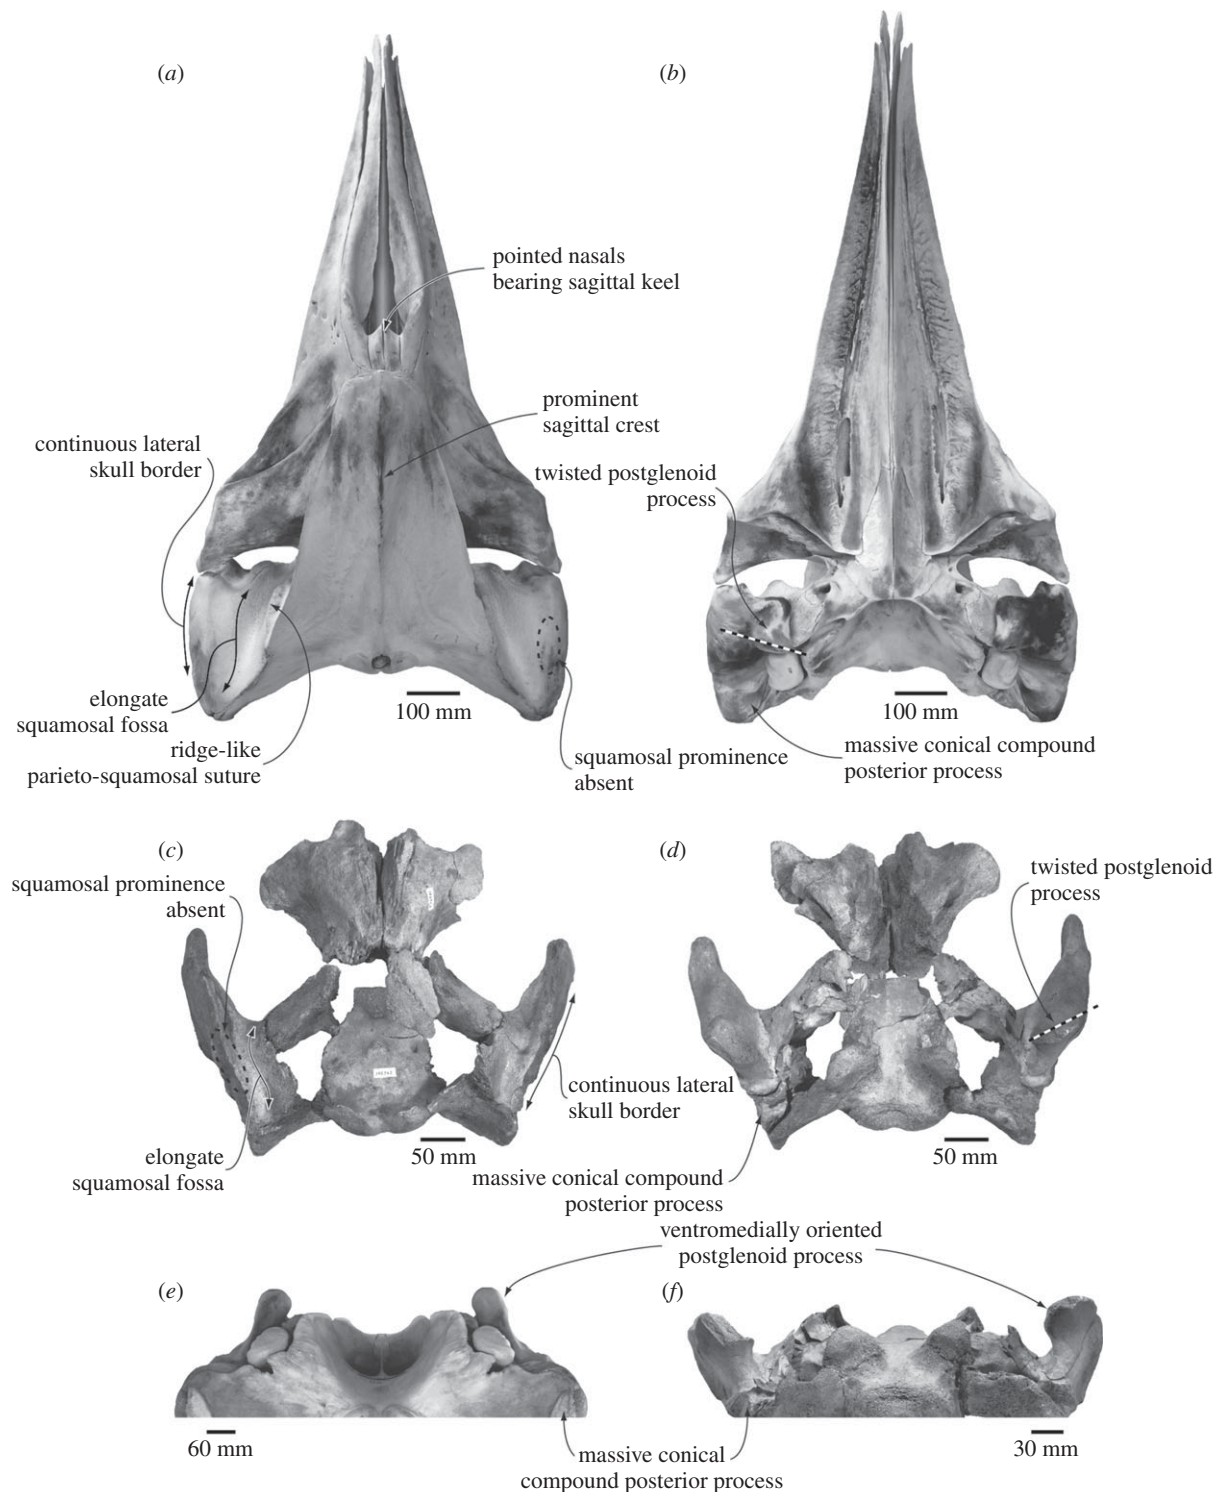 (a)
(b)
pointed nasals
bearing sagittal keel
prominent
sagittal crest
continuous lateral
skull border
twisted postglenoid
process
elongate
squamosal fossa
100 mm
100 mm
ridge-like
parieto-squamosal suture
squamosal prominence
absent
massive conical compound
posterior process
(c)
(d)
squamosal prominence
absent
twisted postglenoid
process
continuous lateral
skull border
50 mm
50 mm
elongate
squamosal fossa
massive conical compound
posterior process
ventromedially oriented
postglenoid process
(e)
(f)
60 mm
30 mm
massive conical
compound posterior process